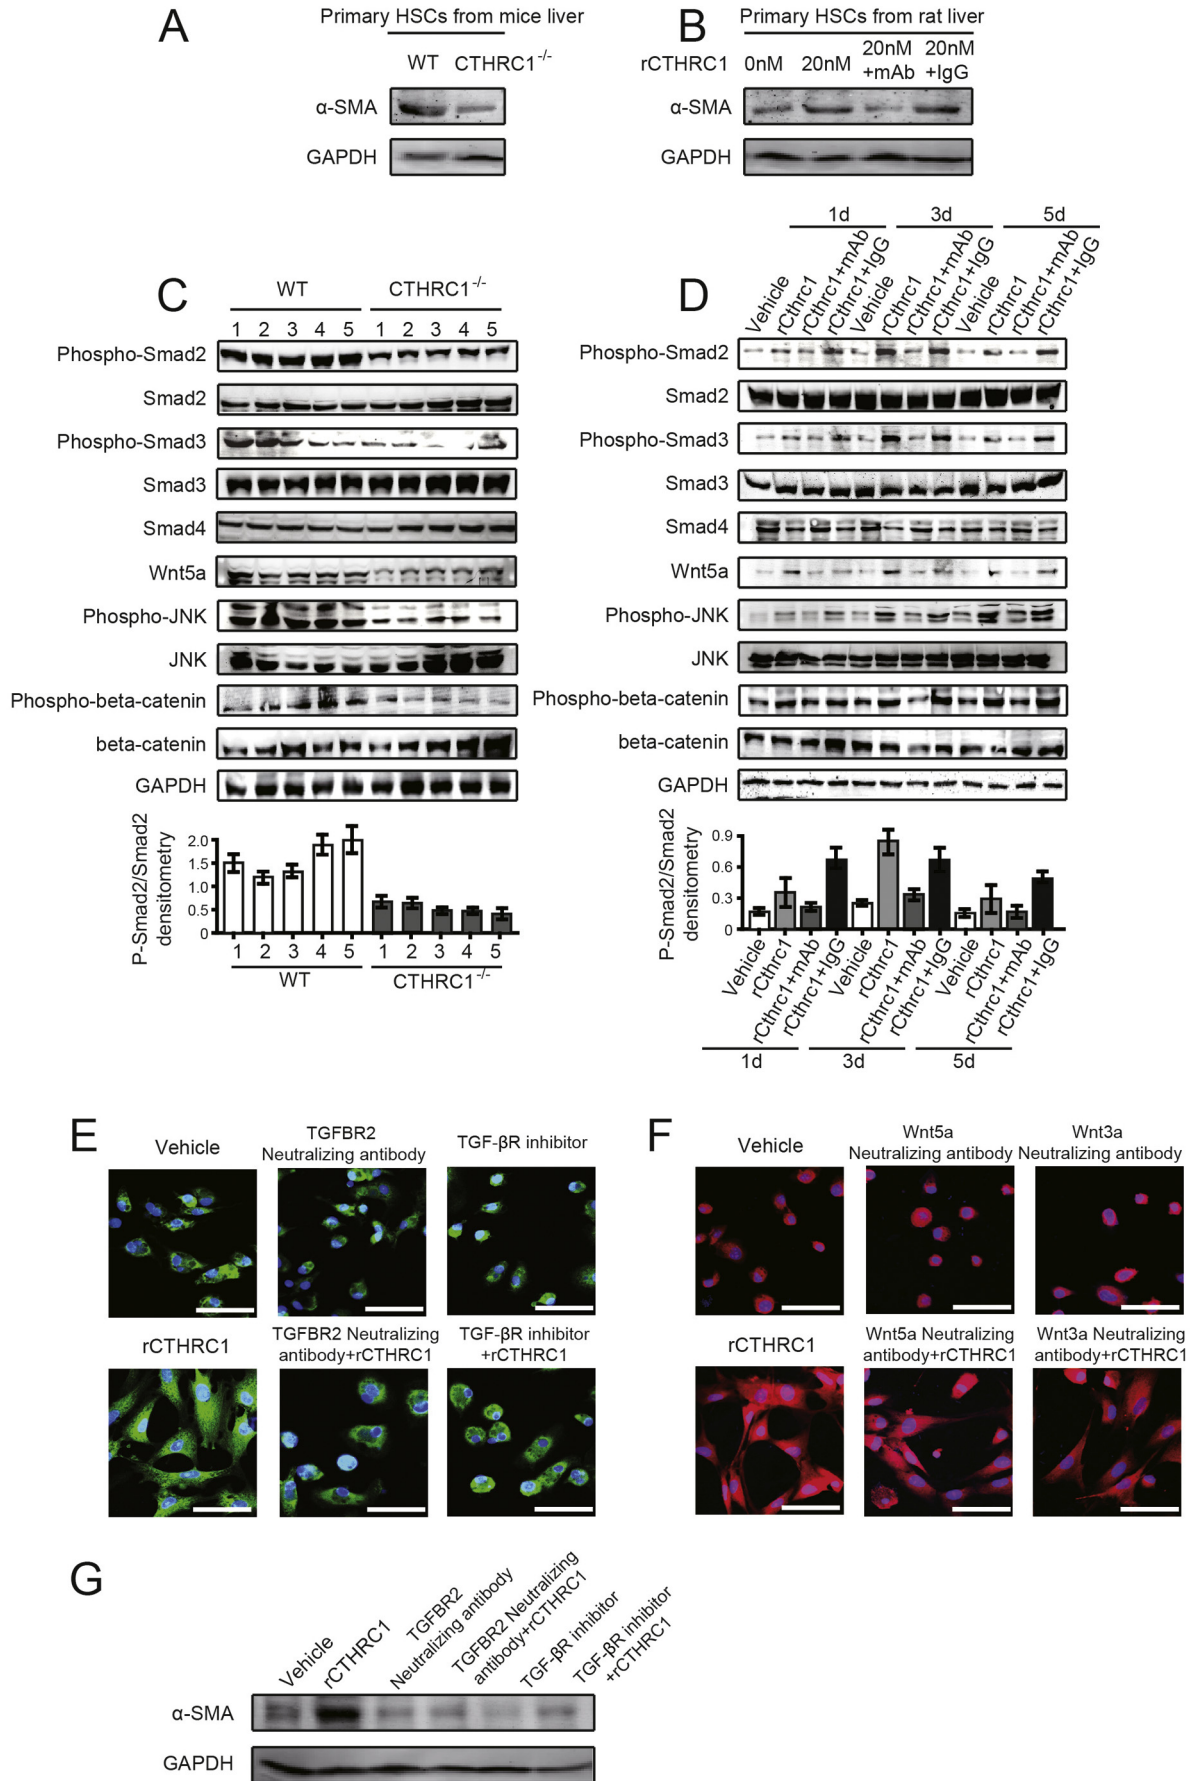 A
Primary HSCs from mice liver
WT CTHRC1-/-
α-SMA
GAPDH
B
Primary HSCs from rat liver
rCTHRC1 0nM 20nM 20nM +mAb 20nM +IgG
α-SMA
GAPDH
C
WT CTHRC1-/-
1 2 3 4 5 1 2 3 4 5
Phospho-Smad2
Smad2
Phospho-Smad3
Smad3
Smad4
Wnt5a
Phospho-JNK
JNK
Phospho-beta-catenin
beta-catenin
GAPDH
P-Smad2/Smad2
densitometry
2.0
1.5
1.0
0.5
0
1 2 3 4 5 1 2 3 4 5
WT CTHRC1-/-
D
1d 3d 5d
Vehicle
rCthrc1
rCthrc1+mAb
rCthrc1+IgG
Vehicle
rCthrc1
rCthrc1+mAb
rCthrc1+IgG
Vehicle
rCthrc1
rCthrc1+mAb
rCthrc1+IgG
Phospho-Smad2
Smad2
Phospho-Smad3
Smad3
Smad4
Wnt5a
Phospho-JNK
JNK
Phospho-beta-catenin
beta-catenin
GAPDH
P-Smad2/Smad2
densitometry
0.9
0.6
0.3
0
Vehicle
rCthrc1
rCthrc1+mAb
rCthrc1+IgG
Vehicle
rCthrc1
rCthrc1+mAb
rCthrc1+IgG
Vehicle
rCthrc1
rCthrc1+mAb
rCthrc1+IgG
1d 3d 5d
E
Vehicle
TGFBR2
Neutralizing antibody
TGF-βR inhibitor
rCTHRC1
TGFBR2 Neutralizing
antibody+rCTHRC1
TGF-βR inhibitor
+rCTHRC1
F
Vehicle
Wnt5a
Neutralizing antibody
Wnt3a
Neutralizing antibody
rCTHRC1
Wnt5a Neutralizing
antibody+rCTHRC1
Wnt3a Neutralizing
antibody+rCTHRC1
G
Vehicle
rCTHRC1
TGFBR2
Neutralizing antibody
TGFBR2 Neutralizing
antibody+rCTHRC1
TGF-βR inhibitor
TGF-βR inhibitor
+rCTHRC1
α-SMA
GAPDH